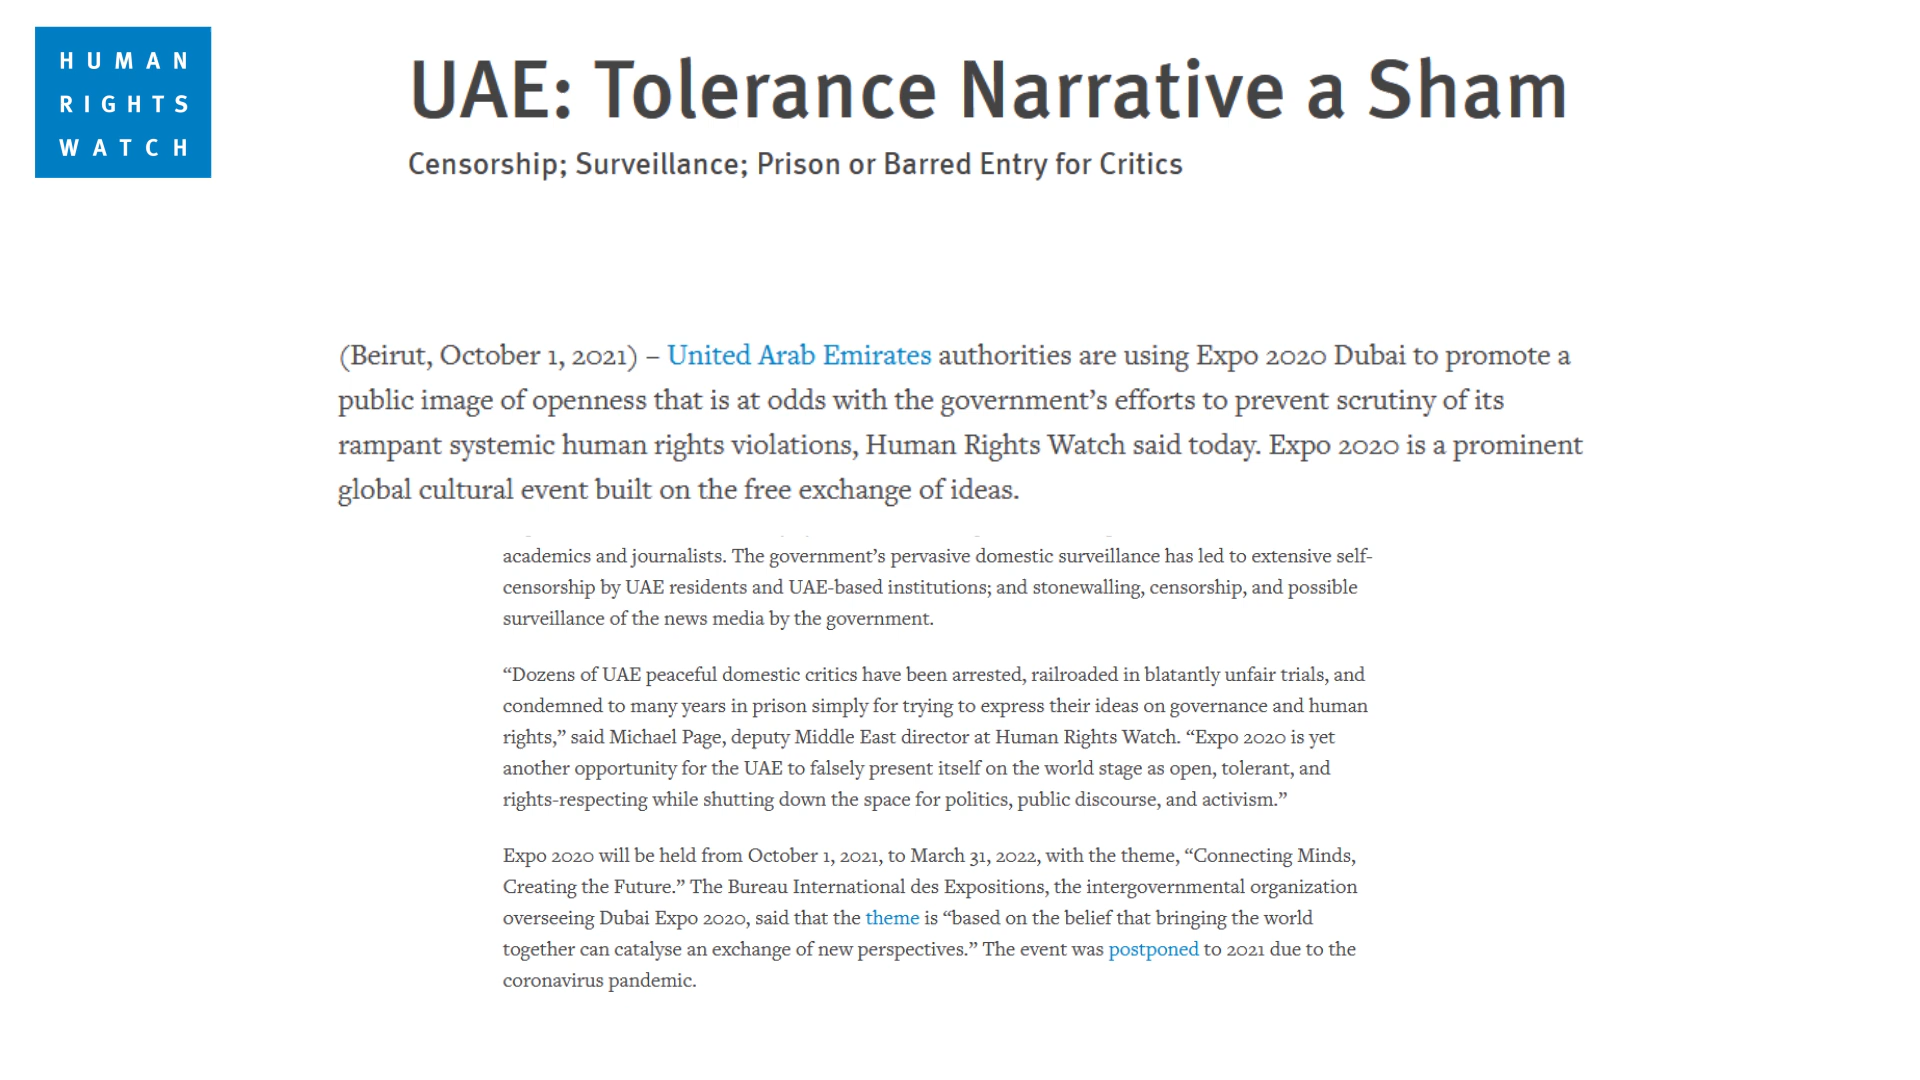 HUMAN
RIGHTS
WATCH
UAE: Tolerance Narrative a Sham
Censorship; Surveillance; Prison or Barred Entry for Critics
(Beirut, October 1, 2021) – United Arab Emirates authorities are using Expo 2020 Dubai to promote a
public image of openness that is at odds with the government’s efforts to prevent scrutiny of its
rampant systemic human rights violations, Human Rights Watch said today. Expo 2020 is a prominent
global cultural event built on the free exchange of ideas.
academics and journalists. The government’s pervasive domestic surveillance has led to extensive self-
censorship by UAE residents and UAE-based institutions; and stonewalling, censorship, and possible
surveillance of the news media by the government.
“Dozens of UAE peaceful domestic critics have been arrested, railroaded in blatantly unfair trials, and
condemned to many years in prison simply for trying to express their ideas on governance and human
rights,” said Michael Page, deputy Middle East director at Human Rights Watch. “Expo 2020 is yet
another opportunity for the UAE to falsely present itself on the world stage as open, tolerant, and
rights-respecting while shutting down the space for politics, public discourse, and activism.”
Expo 2020 will be held from October 1, 2021, to March 31, 2022, with the theme, “Connecting Minds,
Creating the Future.” The Bureau International des Expositions, the intergovernmental organization
overseeing Dubai Expo 2020, said that the theme is “based on the belief that bringing the world
together can catalyse an exchange of new perspectives.” The event was postponed to 2021 due to the
coronavirus pandemic.